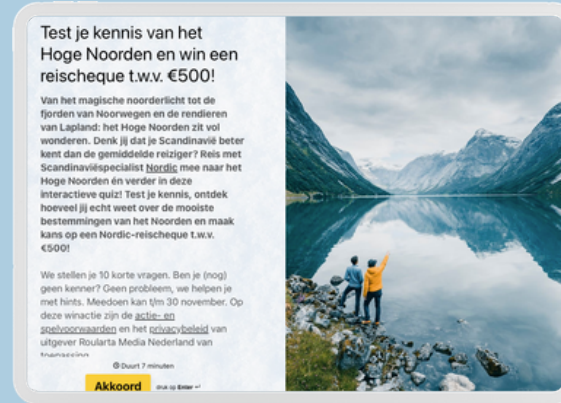 Test je kennis van het
Hoge Noorden en win een
reischeque t.w.v. €500!
Van het magische noorderlicht tot de
fjorden van Noorwegen en de rendieren
van Lapland: het Hoge Noorden zit vol
wonderen. Denk jij dat je Scandinavië beter
kent dan de gemiddelde reiziger? Reis met
Scandinaviëspecialist Nordic mee naar het
Hoge Noorden én verder in deze
interactieve quiz! Test je kennis, ontdek
hoeveel jij echt weet over de mooiste
bestemmingen van het Noorden en maak
kans op een Nordic-reischeque t.w.v.
€500!
We stellen je 10 korte vragen. Ben je (nog)
geen kenner? Geen probleem, we helpen je
met hints. Meedoen kan t/m 30 november. Op
deze winactie zijn de actie- en
spelvoorwaarden en het privacybeleid van
uitgever Roularta Media Nederland van
toepassing
Duurt 7 minuten
Akkoord druk op Enter ↵